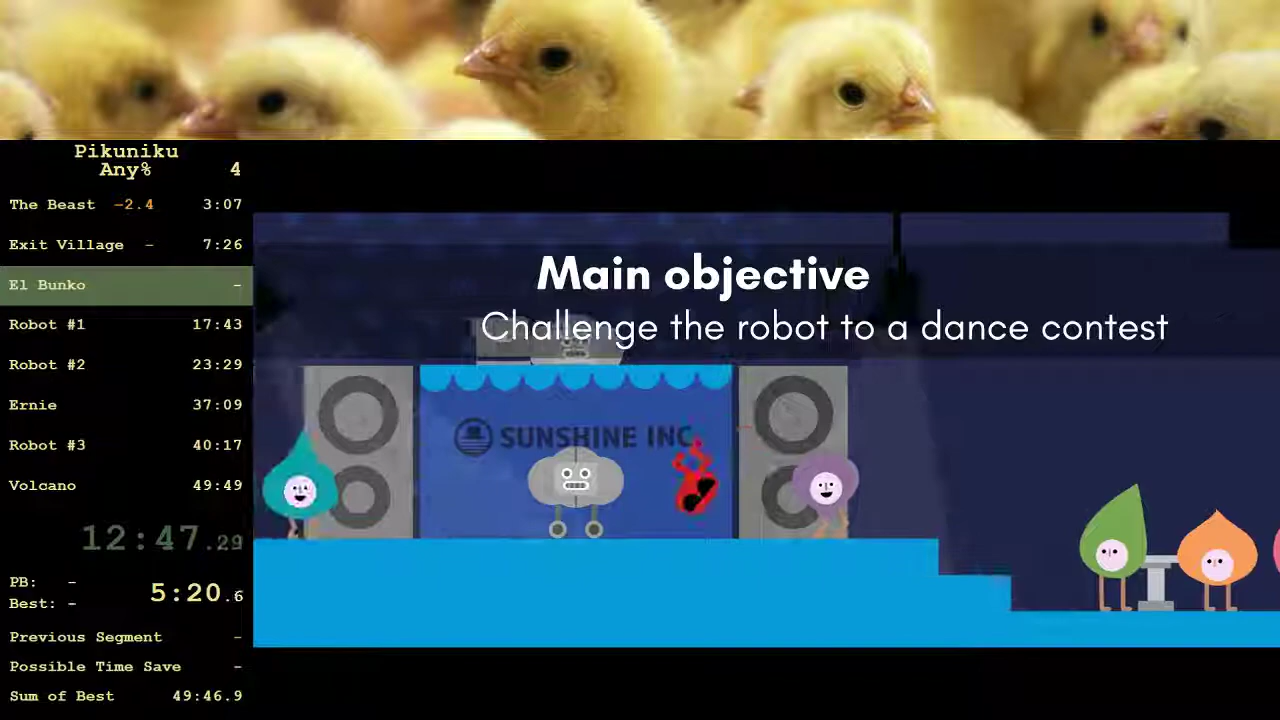 Pikuniku
Any% 4
The Beast −2.4 3:07
Exit Village - 7:26
El Bunko -
Robot #1 17:43
Robot #2 23:29
Ernie 37:09
Robot #3 40:17
Volcano 49:49
12:47.29
PB: -
Best: -
5:20.6
Previous Segment -
Possible Time Save -
Sum of Best 49:46.9
Main objective
Challenge the robot to a dance contest
SUNSHINE INC